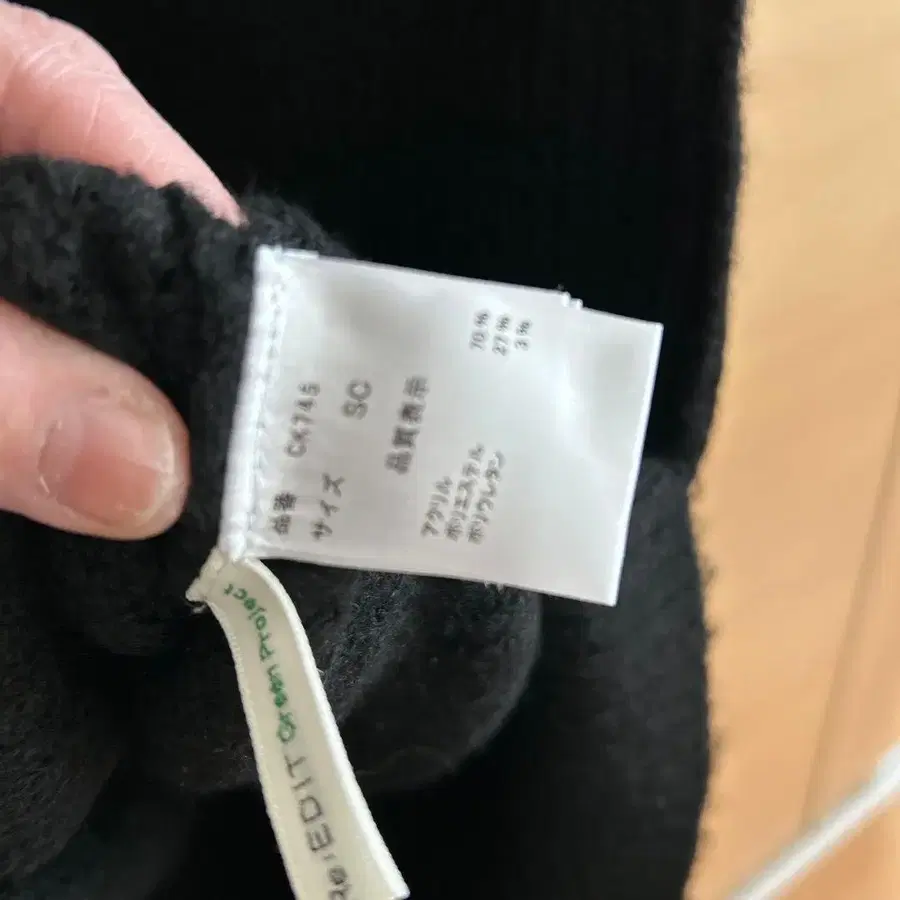 品番 CK745
サイズ SC
品質表示
アクリル 70%
ポリエステル 27%
ポリウレタン 3%
Re:EDIT Green Project